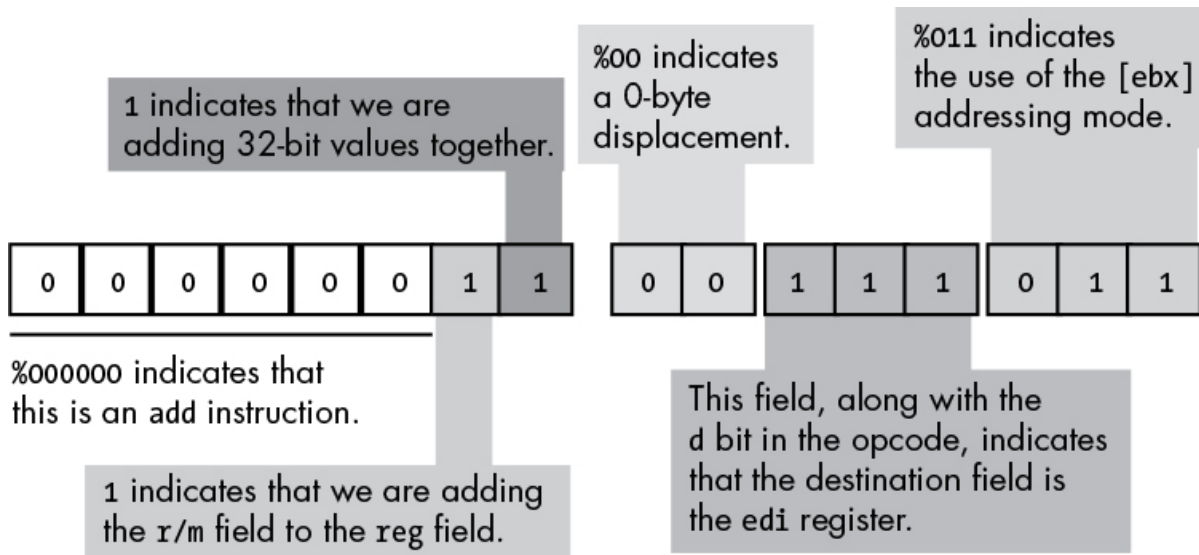 1 indicates that we are
adding 32-bit values together.
%00 indicates
a 0-byte
displacement.
%011 indicates
the use of the [ebx]
addressing mode.
0 0 0 0 0 0 1 1 0 0 1 1 1 0 1 1
%000000 indicates that
this is an add instruction.
1 indicates that we are adding
the r/m field to the reg field.
This field, along with the
d bit in the opcode, indicates
that the destination field is
the edi register.